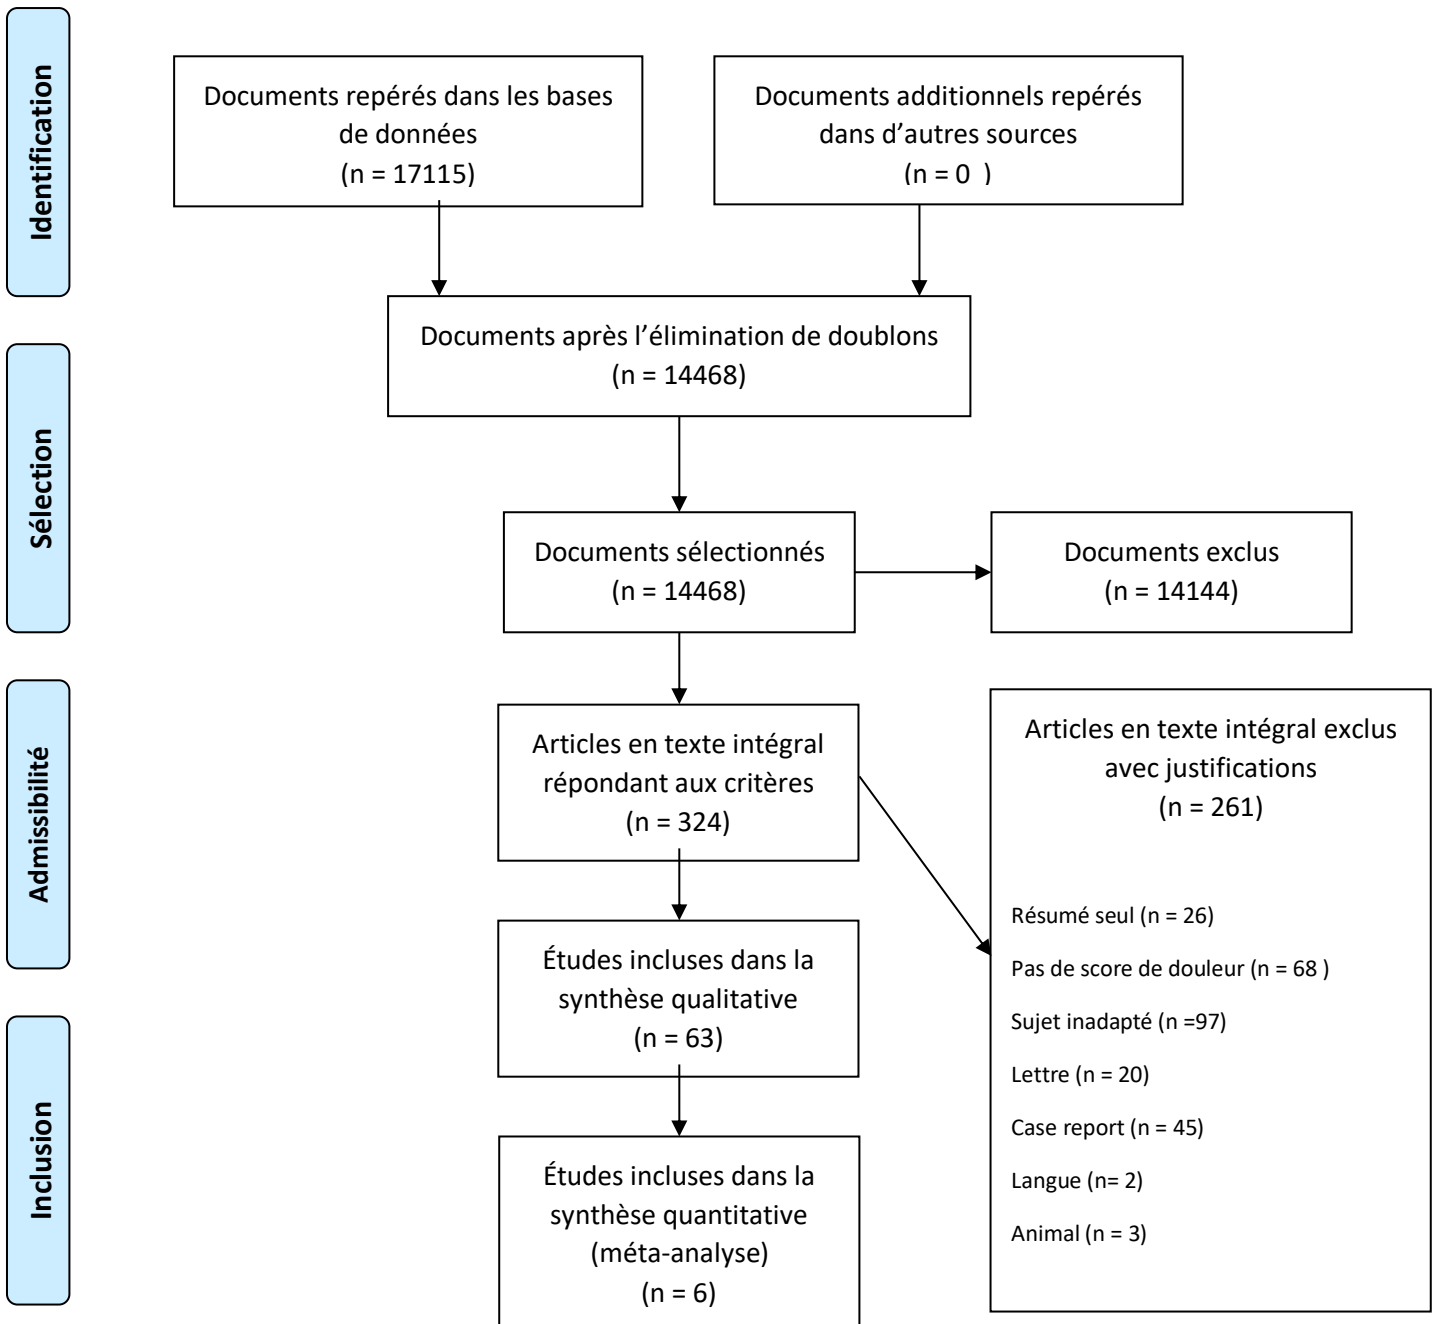 Identification
Documents repérés dans les bases
de données
(n = 17115)
Documents additionnels repérés
dans d’autres sources
(n = 0  )
Documents après l’élimination de doublons
(n = 14468)
Sélection
Documents sélectionnés
(n = 14468)
Documents exclus
(n = 14144)
Admissibilité
Articles en texte intégral
répondant aux critères
(n = 324)
Articles en texte intégral exclus
avec justifications
(n = 261)
Résumé seul (n = 26)
Pas de score de douleur (n = 68 )
Sujet inadapté (n =97)
Lettre (n = 20)
Case report (n = 45)
Langue (n= 2)
Animal (n = 3)
Études incluses dans la
synthèse qualitative
(n = 63)
Inclusion
Études incluses dans la
synthèse quantitative
(méta-analyse)
(n = 6)